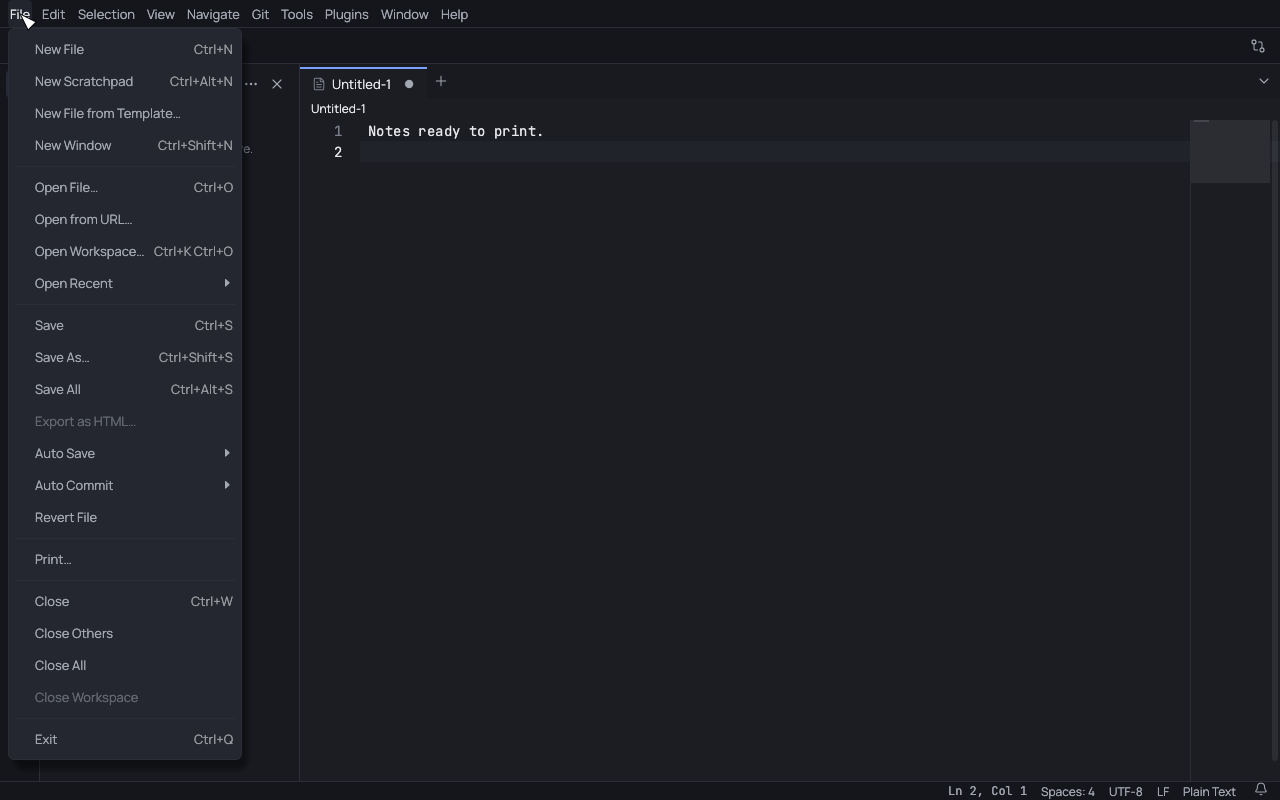 File Edit Selection View Navigate Git Tools Plugins Window Help
New File Ctrl+N
New Scratchpad Ctrl+Alt+N
New File from Template...
New Window Ctrl+Shift+N
Open File... Ctrl+O
Open from URL...
Open Workspace... Ctrl+K Ctrl+O
Open Recent
Save Ctrl+S
Save As... Ctrl+Shift+S
Save All Ctrl+Alt+S
Export as HTML...
Auto Save
Auto Commit
Revert File
Print...
Close Ctrl+W
Close Others
Close All
Close Workspace
Exit Ctrl+Q
Untitled-1
Untitled-1
1 Notes ready to print.
2
Ln 2, Col 1 Spaces: 4 UTF-8 LF Plain Text